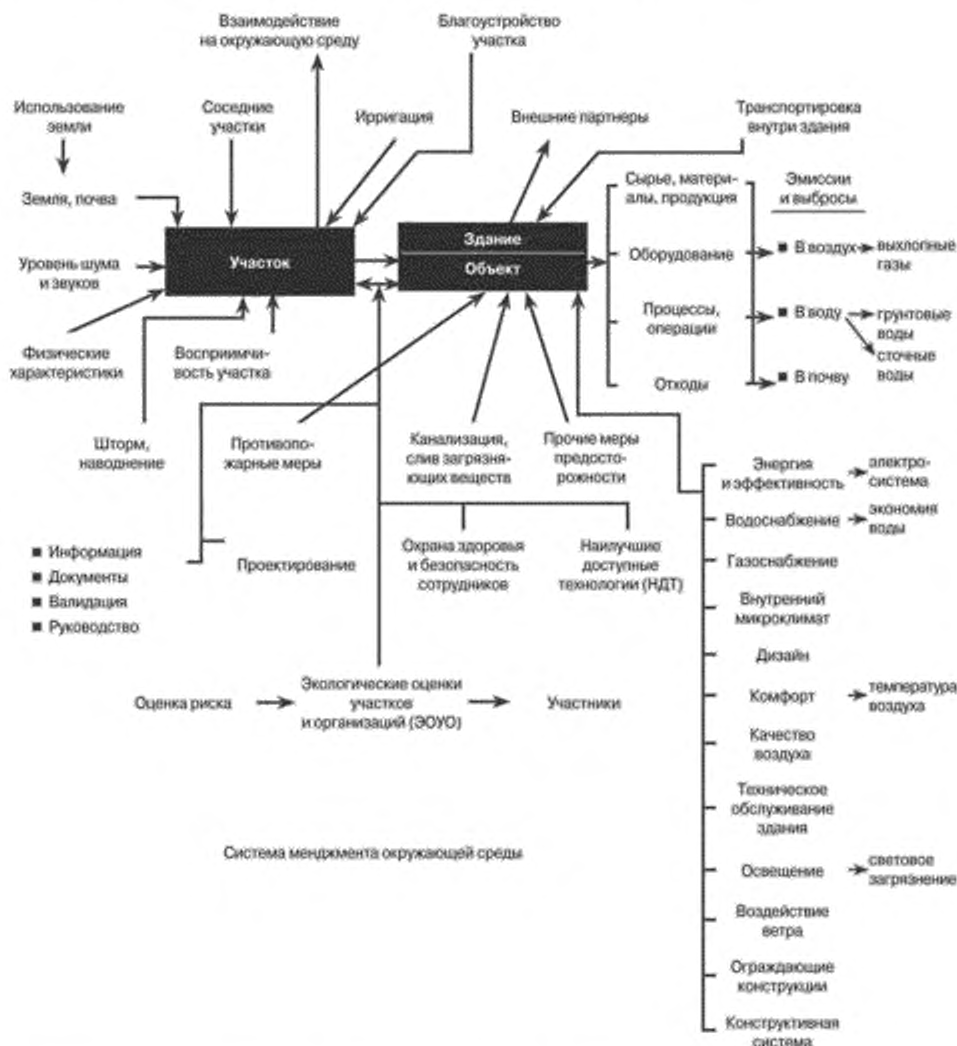 Взаимодействие
на окружающую среду
Благоустройство
участка
Использование
земли
Соседние
участки
Ирригация
Внешние партнеры
Транспортировка
внутри здания
Земля, почва
Сырье, матери-
алы, продукция
Эмиссии
и выбросы
Уровень шума
и звуков
Участок
Здание
Объект
Оборудование
■ В воздух
выхлопные
газы
Процессы,
операции
■ В воду
грунтовые
воды
сточные
воды
Физические
характеристики
Восприимчи-
вость участка
Отходы
■ В почву
Шторм,
наводнение
Противопо-
жарные меры
Канализация,
слив загрязня-
ющих веществ
Прочие меры
предосто-
рожности
Энергия
и эффективность
электро-
система
Водоснабжение
экономия
воды
■ Информация
■ Документы
■ Валидация
■ Руководство
Проектирование
Охрана здоровья
и безопасность
сотрудников
Наилучшие
доступные
технологии (НДТ)
Газоснабжение
Внутренний
микроклимат
Дизайн
Оценка риска
Экологические оценки
участков
и организаций (ЭОУО)
Участники
Комфорт
температура
воздуха
Качество
воздуха
Техническое
обслуживание
здания
Система менджмента окружающей среды
Освещение
световое
загрязнение
Воздействие
ветра
Ограждающие
конструкции
Конструктивная
система